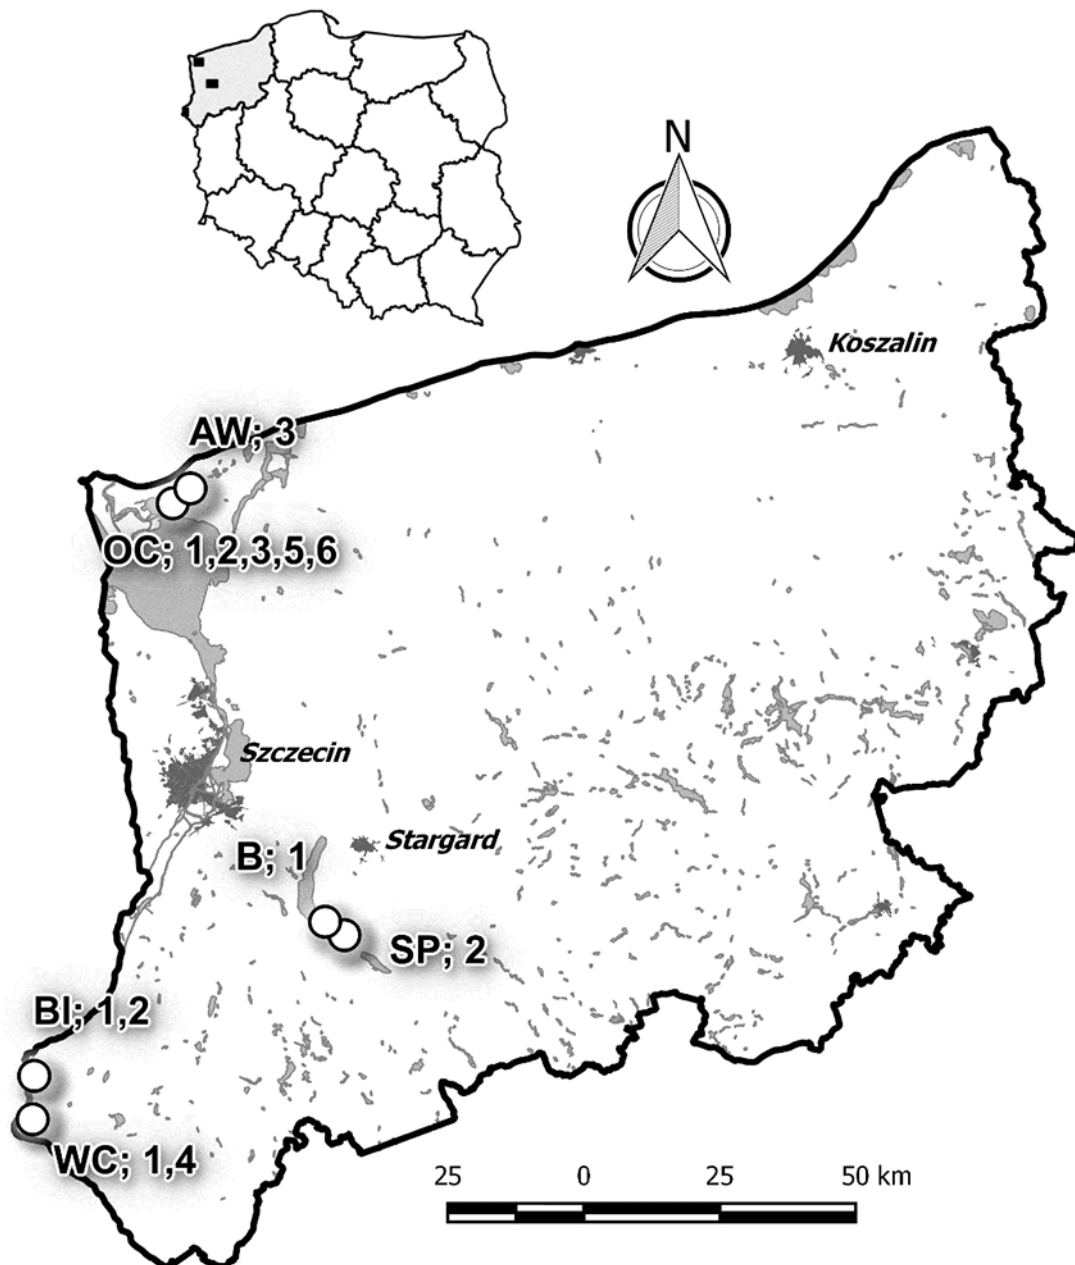 N
Koszalin
AW; 3
OC; 1,2,3,5,6
Szczecin
Stargard
B; 1
SP; 2
BI; 1,2
WC; 1,4
25 0 25 50 km